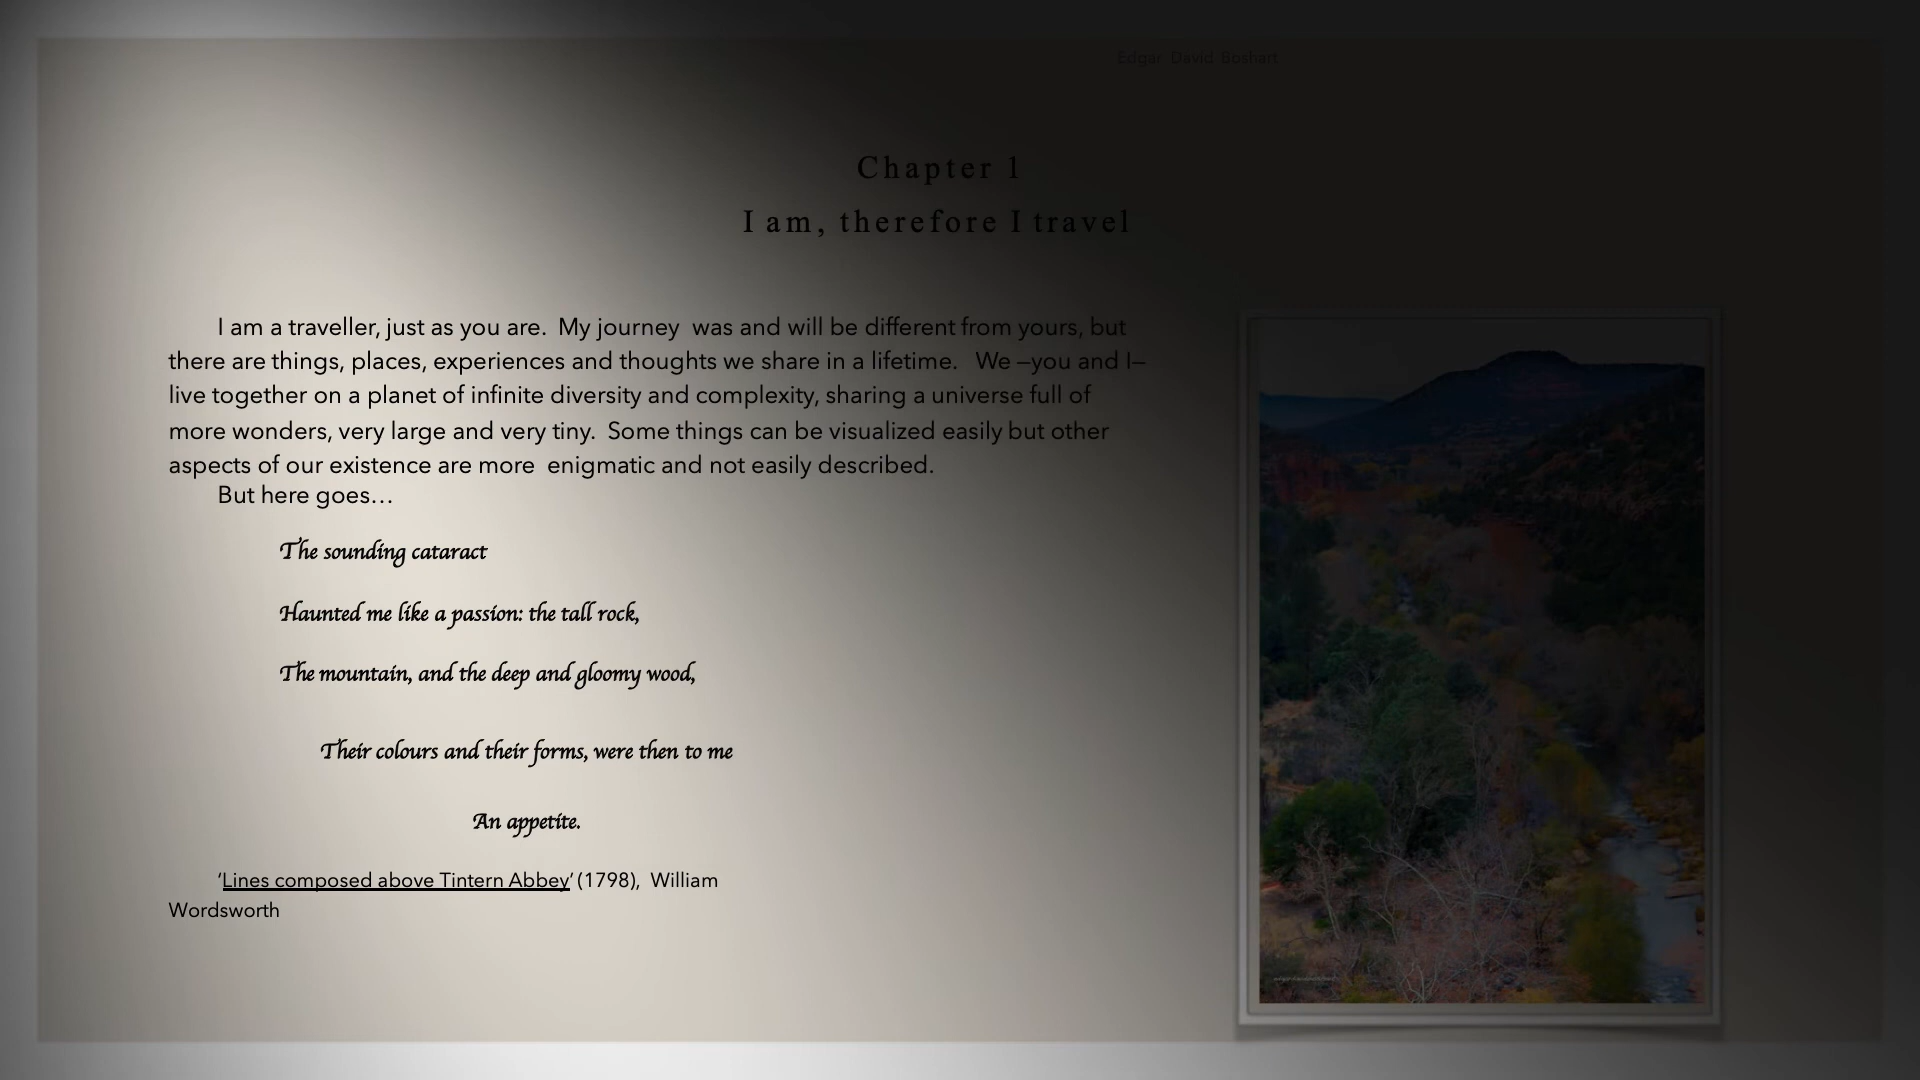 Edgar David Boshart
Chapter 1
I am, therefore I travel
I am a traveller, just as you are.  My journey  was and will be different from yours, but
there are things, places, experiences and thoughts we share in a lifetime.   We –you and I–
live together on a planet of infinite diversity and complexity, sharing a universe full of
more wonders, very large and very tiny.  Some things can be visualized easily but other
aspects of our existence are more  enigmatic and not easily described.
But here goes…
The sounding cataract
Haunted me like a passion: the tall rock,
The mountain, and the deep and gloomy wood,
Their colours and their forms, were then to me
An appetite.
‘Lines composed above Tintern Abbey’ (1798),  William
Wordsworth